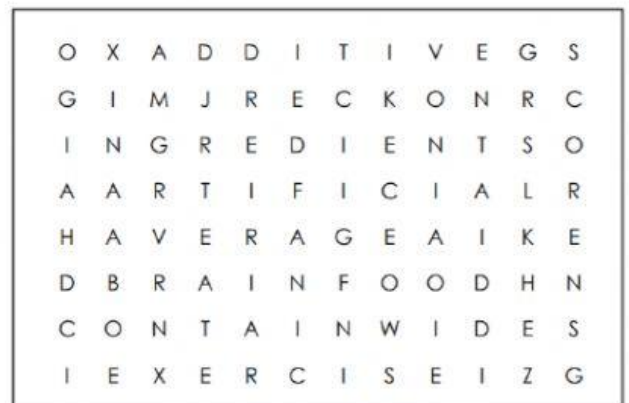 O X A D D I T I V E G S
G I M J R E C K O N R C
I N G R E D I E N T S O
A A R T I F I C I A L R
H A V E R A G E A I K E
D B R A I N F O O D H N
C O N T A I N W I D E S
I E X E R C I S E I Z G